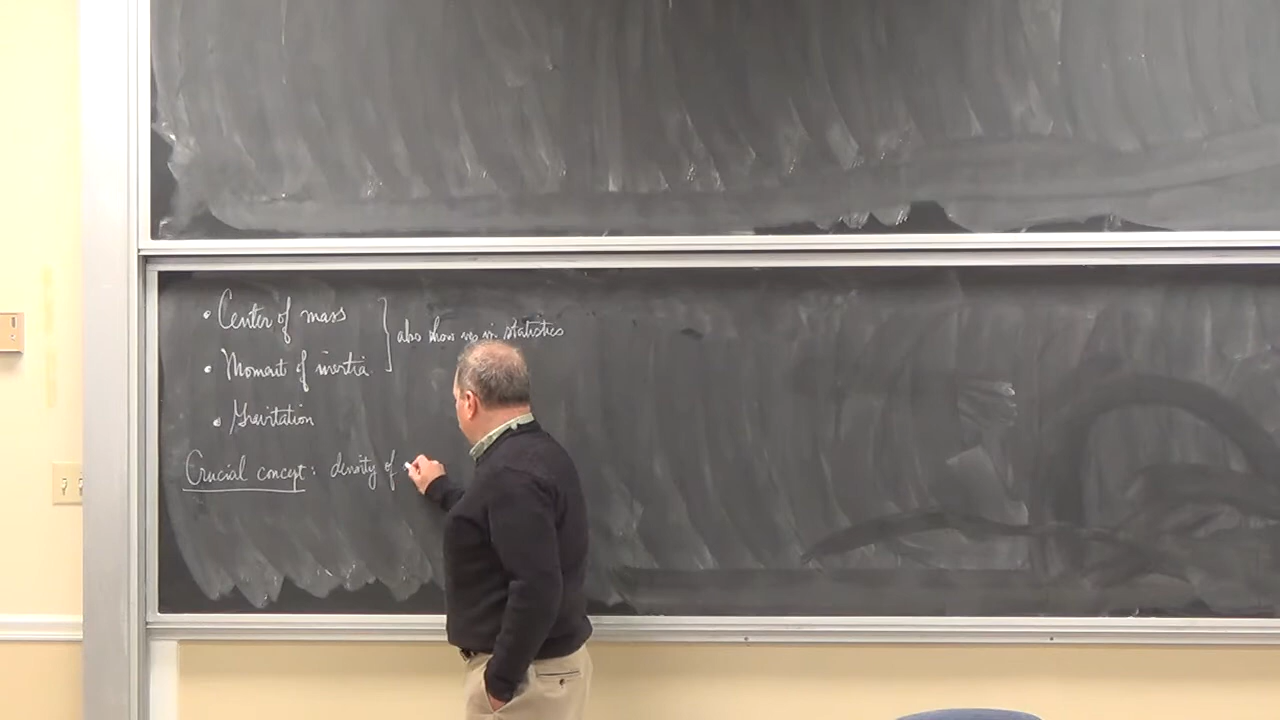 • Center of mass
• Moment of inertia
} also show up in statistics
• Gravitation
Crucial concept: density of